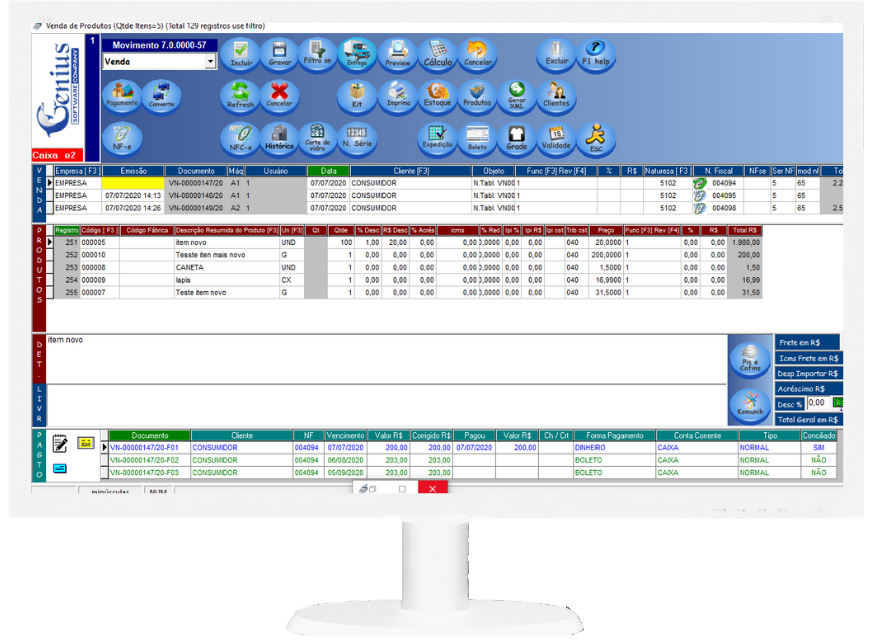 Venda de Produtos (Qtde Itens=5) (Total 129 registros use filtro)
Genius
SOFTWARE COMPANY
1
Movimento 7.0.0000-57
Venda
Incluir Gravar Filtro on Entrega Preview Cálculo Cancelar Excluir F1 help
Pagamento Converte Refresh Cancelar Kit Imprime Estoque Produtos Gerar XML Clientes
NF-e NFC-e Histórico Corte de vidro 12345 N. Série Expedição Boleto Grade 15 Validade ESC
Caixa e2
VENDA
Empresa [ F3 ] Emissão Documento Máq Usuário Data Cliente [F3] Objeto Func [F3] Rev [F4] % R$ Natureza [ F3 ] N. Fiscal NFse Ser NF mod nf To
EMPRESA VN-00000147/20 A1 1 07/07/2020 CONSUMIDOR N.Tabl. VN00 1 5102 004094 5 65 2.2
EMPRESA 07/07/2020 14:13 VN-00000148/20 A1 1 07/07/2020 CONSUMIDOR N.Tabl. VN00 1 5102 004095 5 65
EMPRESA 07/07/2020 14:26 VN-00000149/20 A2 1 07/07/2020 CONSUMIDOR N.Tabl. VN00 1 5102 004098 5 65 2.5
PRODUTOS
Registro Código [ F3 ] Código Fábrica Descrição Resumida do Produto [F3] Un [F3] Qt Qtde % Desc R$ Desc % Acrés icms % Red Ipi % Ipi R$ Ipi cst Trib cst Preço Func [F3] Rev [F4] % R$ Total R$
251 000005 item novo UND 100 1,00 20,00 0,00 0,00 0,0000 0,00 0,00 040 20,0000 1 0,00 0,00 1.980,00
252 000010 Tesste iten mais novo G 1 0,00 0,00 0,00 0,00 0,0000 0,00 0,00 040 200,0000 1 0,00 0,00 200,00
253 000008 CANETA UND 1 0,00 0,00 0,00 0,00 0,0000 0,00 0,00 040 1,5000 1 0,00 0,00 1,50
254 000009 lapis CX 1 0,00 0,00 0,00 0,00 0,0000 0,00 0,00 040 16,9900 1 0,00 0,00 16,99
255 000007 Teste item novo G 1 0,00 0,00 0,00 0,00 0,0000 0,00 0,00 040 31,5000 1 0,00 0,00 31,50
DET.
item novo
LIVR
Pis e Cofins
Komunik
Frete em R$
Icms Frete em R$
Desp Importar R$
Acréscimo R$
Desc % 0,00
Total Geral em R$
PAGTO
Documento Cliente NF Vencimento Valor R$ Corrigido R$ Pagou Valor R$ Ch / Crt Forma Pagamento Conta Corrente Tipo Conciliado
VN-00000147/20-F01 CONSUMIDOR 004094 07/07/2020 200,00 200,00 07/07/2020 200,00 DINHEIRO CAIXA NORMAL SIM
VN-00000147/20-F02 CONSUMIDOR 004094 06/08/2020 203,00 203,00 BOLETO CAIXA NORMAL NÃO
VN-00000147/20-F03 CONSUMIDOR 004094 05/09/2020 203,00 203,00 BOLETO CAIXA NORMAL NÃO
minúsculas NUM